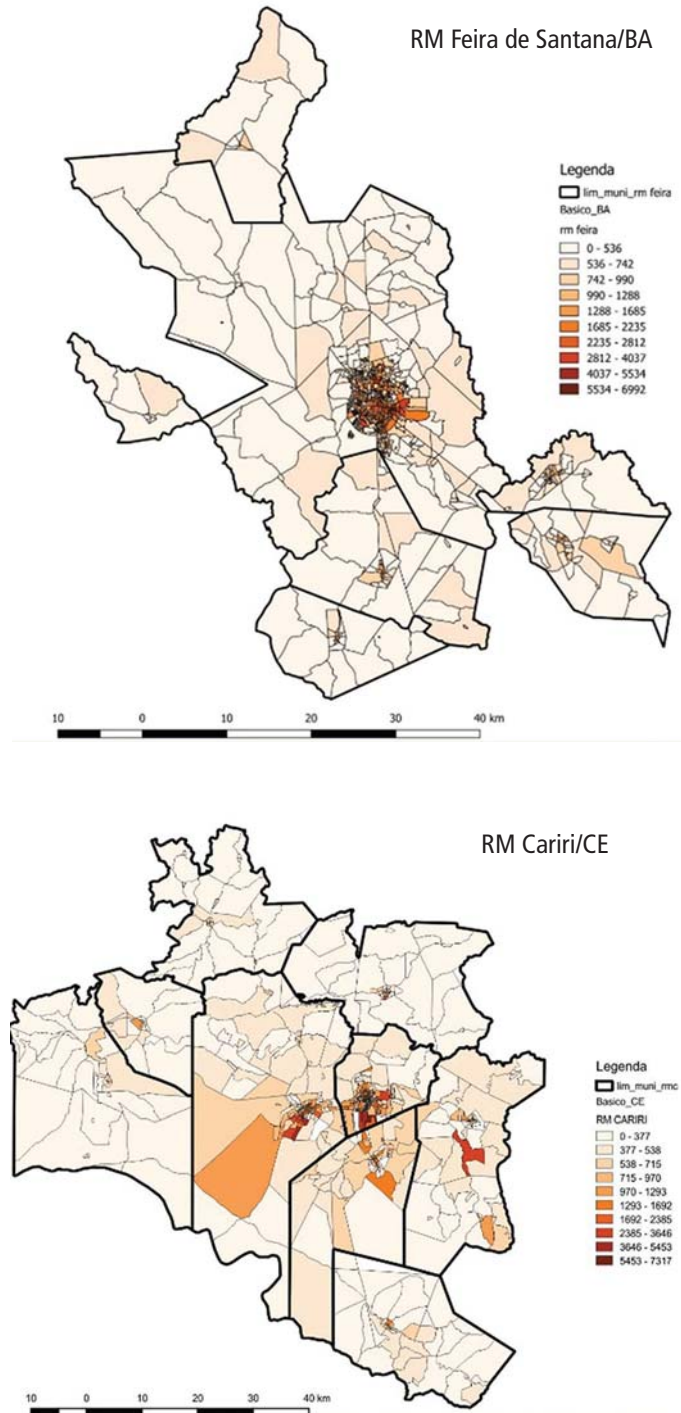 RM Feira de Santana/BA
Legenda
lim_muni_rm feira
Basico_BA
rm feira
0 - 536
536 - 742
742 - 990
990 - 1288
1288 - 1685
1685 - 2235
2235 - 2812
2812 - 4037
4037 - 5534
5534 - 6992
10 0 10 20 30 40 km
RM Cariri/CE
Legenda
lim_muni_rmc
Basico_CE
RM CARIRI
0 - 377
377 - 538
538 - 715
715 - 970
970 - 1293
1293 - 1692
1692 - 2385
2385 - 3646
3646 - 5453
5453 - 7317
10 0 10 20 30 40 km